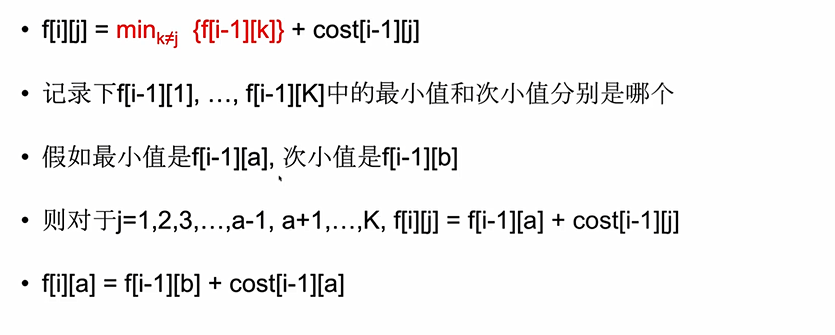 • f[i][j] = minₖ≠ⱼ {f[i-1][k]} + cost[i-1][j]
• 记录下f[i-1][1], …, f[i-1][K]中的最小值和次小值分别是哪个
• 假如最小值是f[i-1][a], 次小值是f[i-1][b]
• 则对于j=1,2,3,…,a-1, a+1,…,K, f[i][j] = f[i-1][a] + cost[i-1][j]
• f[i][a] = f[i-1][b] + cost[i-1][a]